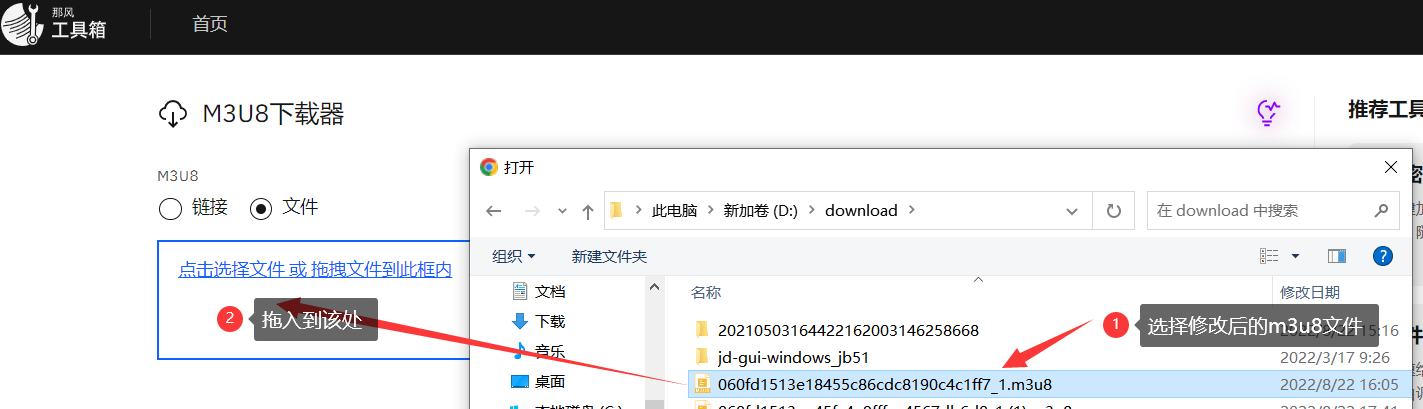 那风
工具箱
首页
M3U8下载器
推荐工具
M3U8
链接
文件
点击选择文件 或 拖拽文件到此框内
2
拖入到该处
打开
此电脑
新加卷 (D:)
download
在 download 中搜索
组织
新建文件夹
?
名称
修改日期
文档
下载
音乐
桌面
20210503164422162003146258668
15:16
1
选择修改后的m3u8文件
jd-gui-windows_jb51
2022/3/17 9:26
060fd1513e18455c86cdc8190c4c1ff7_1.m3u8
2022/8/22 16:05